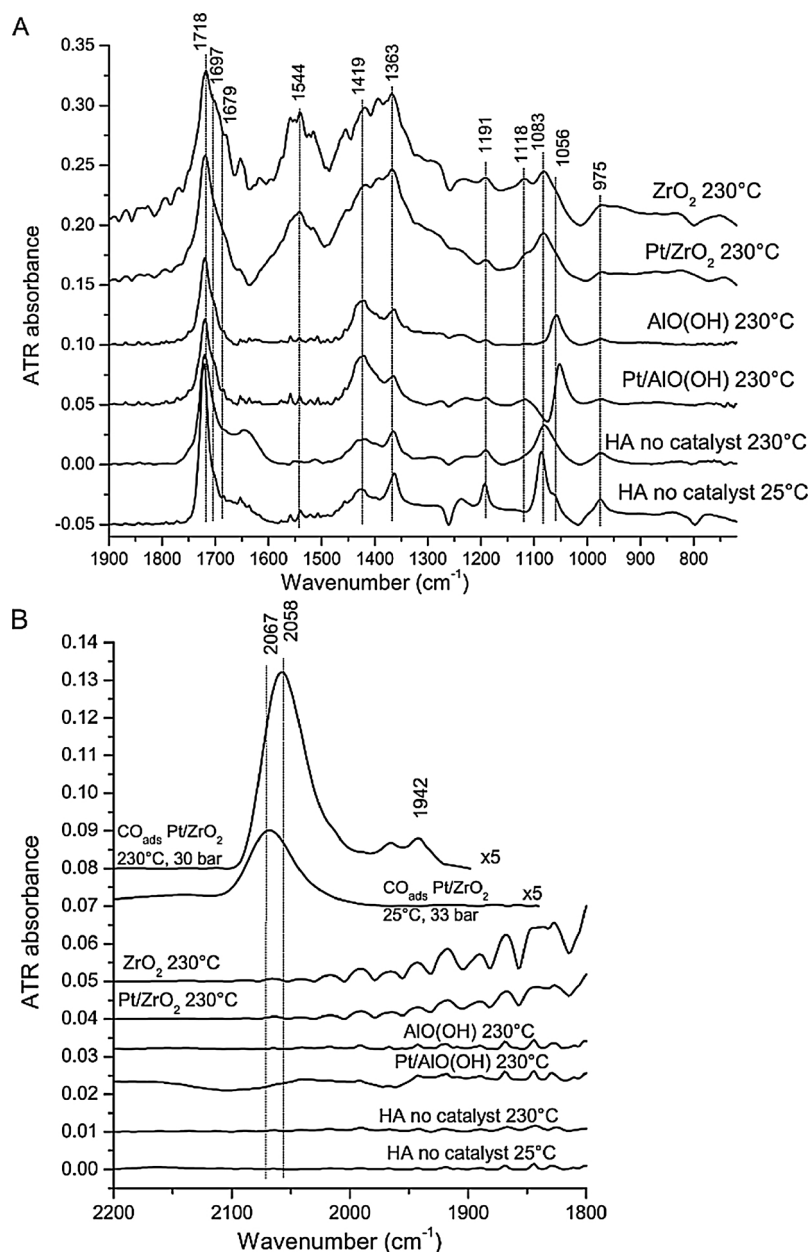 A
1718
1697
1679
1544
1419
1363
1191
1118
1083
1056
975
0.35
0.30
0.25
0.20
0.15
0.10
0.05
0.00
-0.05
ATR absorbance
ZrO₂ 230°C
Pt/ZrO₂ 230°C
AlO(OH) 230°C
Pt/AlO(OH) 230°C
HA no catalyst 230°C
HA no catalyst 25°C
1900 1800 1700 1600 1500 1400 1300 1200 1100 1000 900 800
Wavenumber (cm⁻¹)
B
2067
2058
1942
0.14
0.13
0.12
0.11
0.10
0.09
0.08
0.07
0.06
0.05
0.04
0.03
0.02
0.01
0.00
ATR absorbance
COₐdₛ Pt/ZrO₂
230°C, 30 bar
x5
COₐdₛ Pt/ZrO₂
25°C, 33 bar
x5
ZrO₂ 230°C
Pt/ZrO₂ 230°C
AlO(OH) 230°C
Pt/AlO(OH) 230°C
HA no catalyst 230°C
HA no catalyst 25°C
2200 2100 2000 1900 1800
Wavenumber (cm⁻¹)